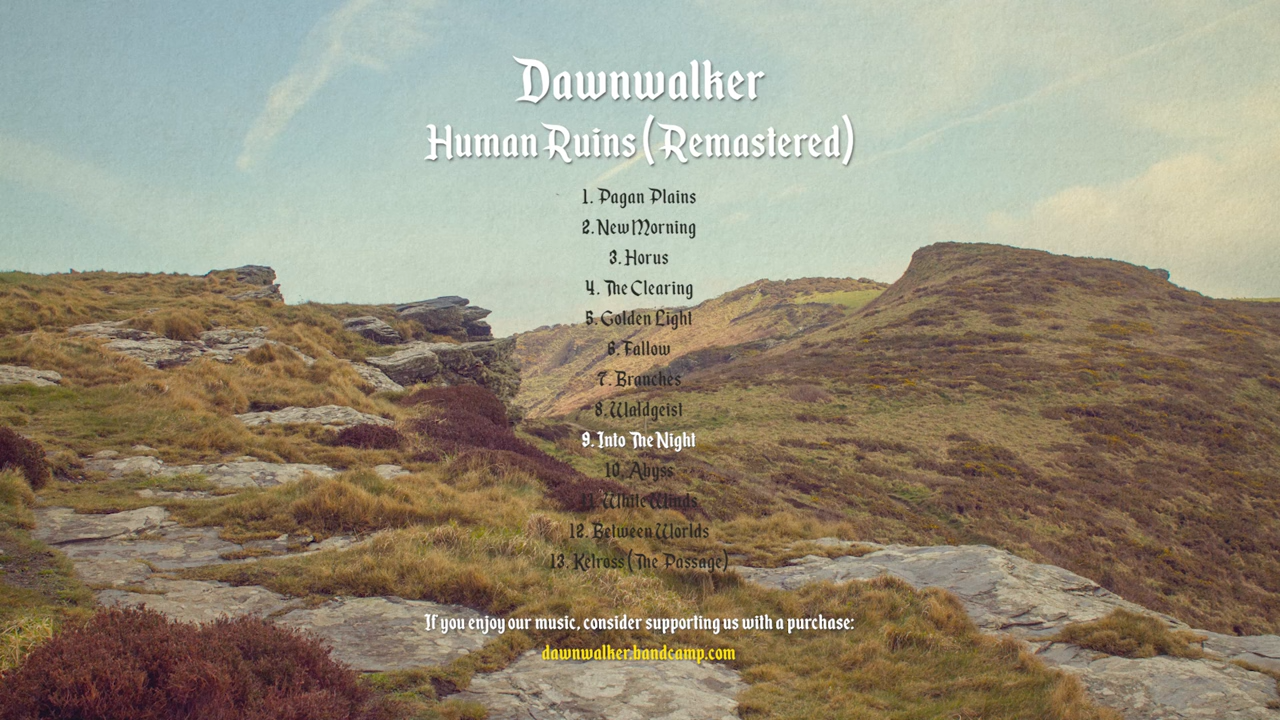 Dawnwalker
Human Ruins (Remastered)
1. Pagan Plains
2. New Morning
3. Horus
4. The Clearing
5. Golden Light
6. Fallow
7. Branches
8. Waldgeist
9. Into The Night
10. Abyss
11. White Winds
12. Between Worlds
13. Kelross (The Passage)
If you enjoy our music, consider supporting us with a purchase:
dawnwalker.bandcamp.com